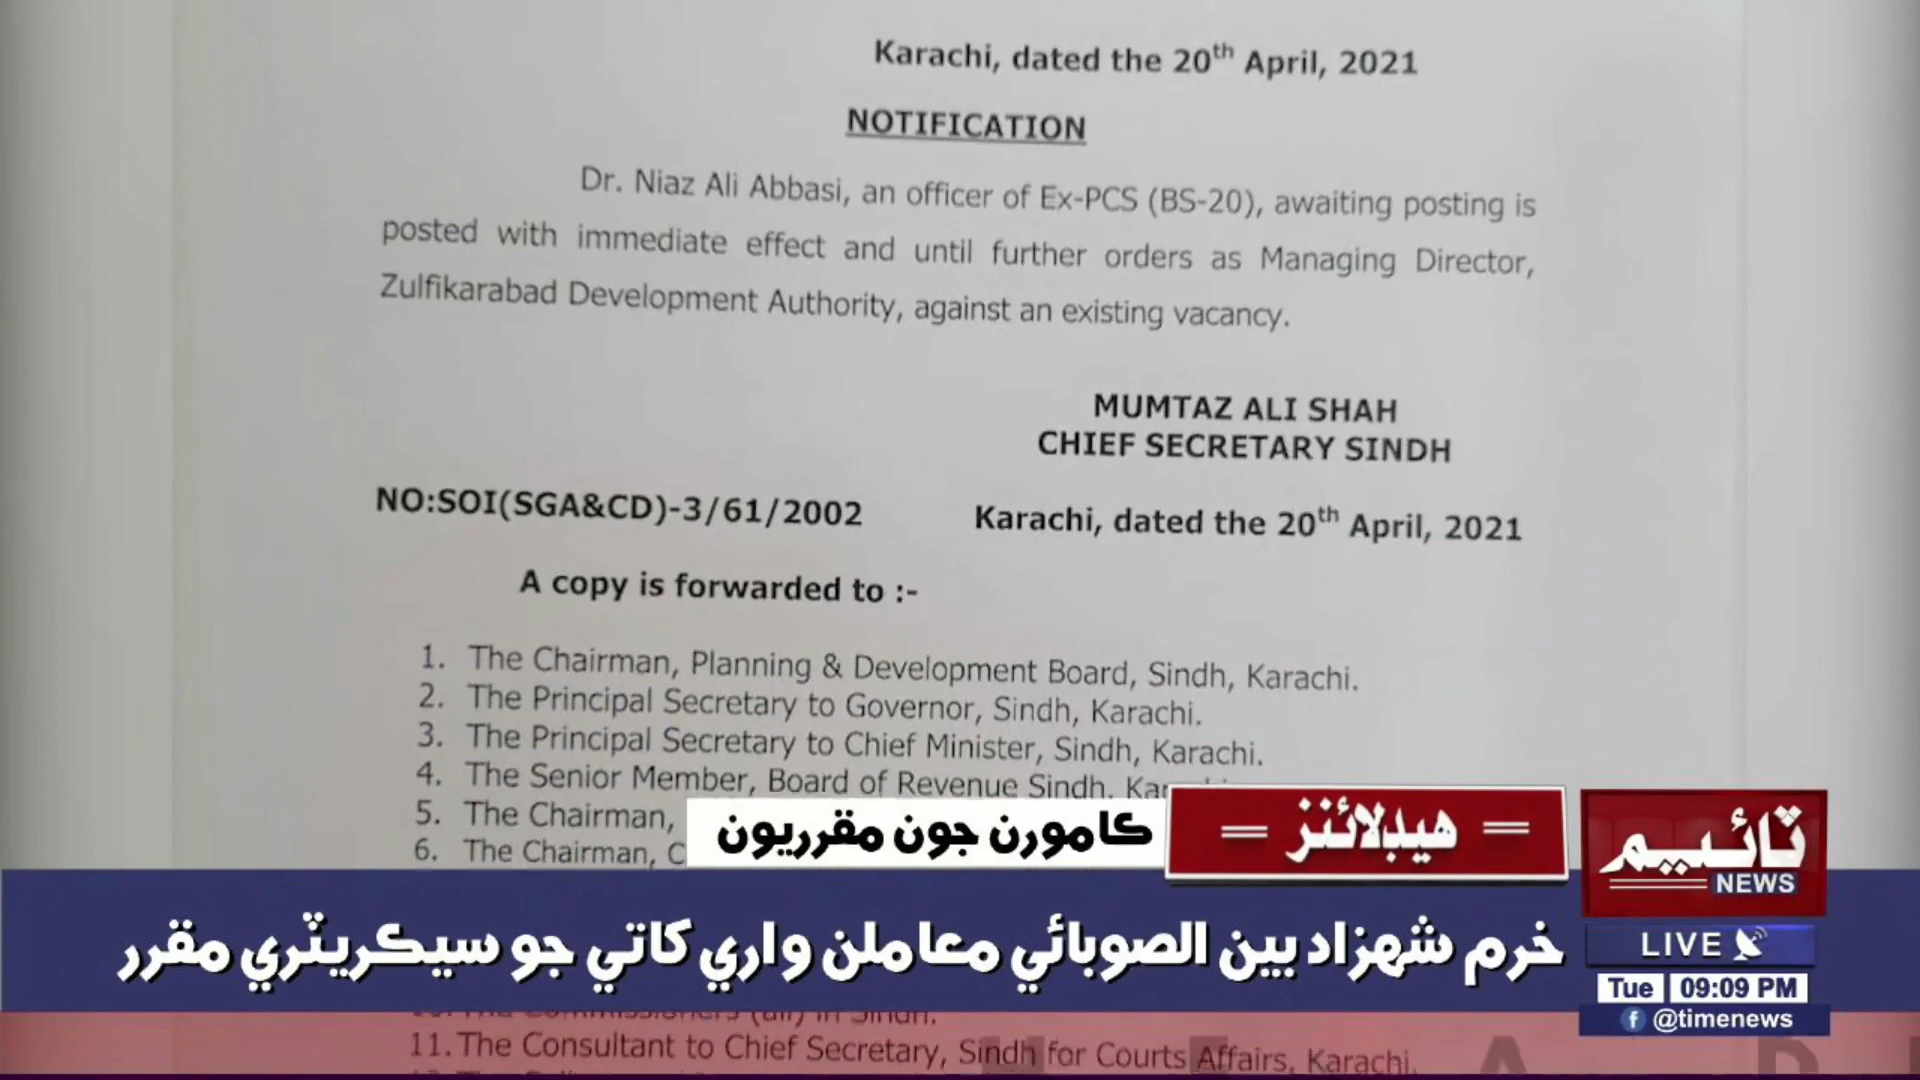 Karachi, dated the 20th April, 2021
NOTIFICATION
Dr. Niaz Ali Abbasi, an officer of Ex-PCS (BS-20), awaiting posting is
posted with immediate effect and until further orders as Managing Director,
Zulfikarabad Development Authority, against an existing vacancy.
MUMTAZ ALI SHAH
CHIEF SECRETARY SINDH
NO:SOI(SGA&CD)-3/61/2002
Karachi, dated the 20th April, 2021
A copy is forwarded to :-
1. The Chairman, Planning & Development Board, Sindh, Karachi.
2. The Principal Secretary to Governor, Sindh, Karachi.
3. The Principal Secretary to Chief Minister, Sindh, Karachi.
4. The Senior Member, Board of Revenue Sindh,
5. The Chairman,
6. The Chairman,
ڪامورن جون مقرريون
هيڊلائنز
ٽائيم
NEWS
خرم شهزاد بين الصوبائي معاملن واري کاتي جو سيڪريٽري مقرر
LIVE
Tue 09:09 PM
@timenews
11. The Consultant to Chief Secretary, Sindh for Courts Affairs, Karachi.